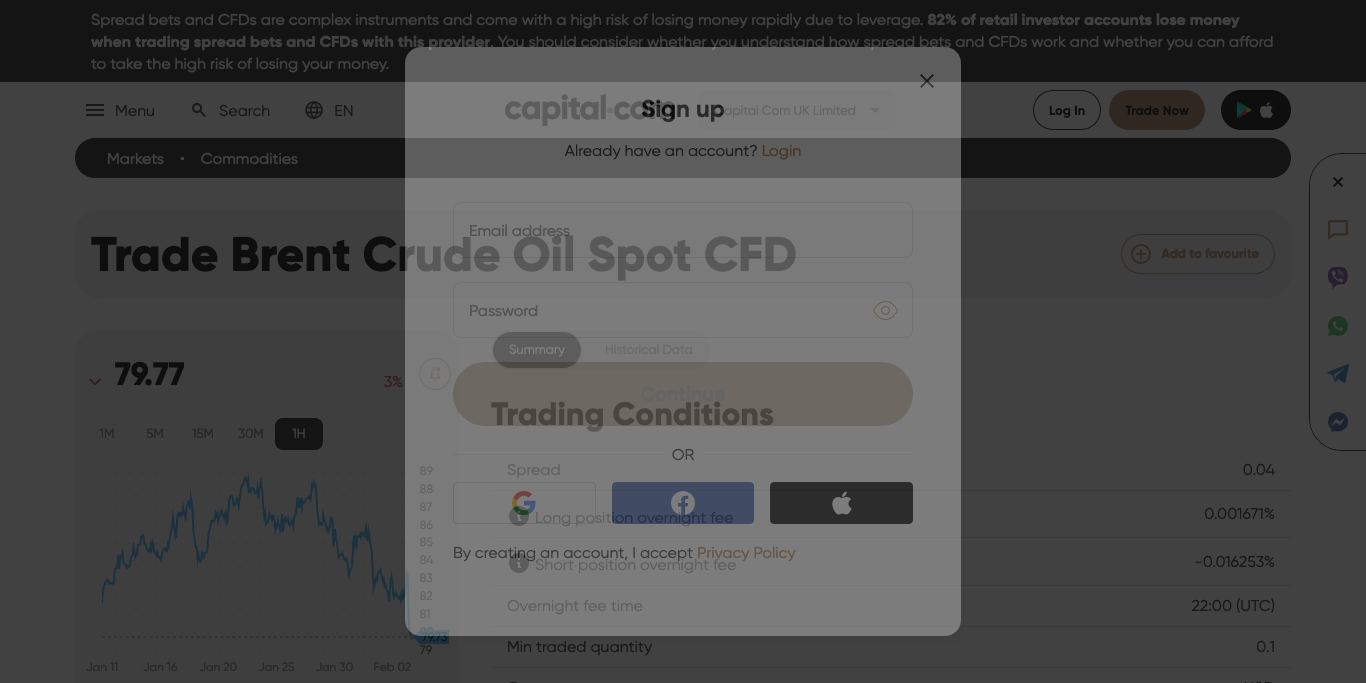 Spread bets and CFDs are complex instruments and come with a high risk of losing money rapidly due to leverage. 82% of retail investor accounts lose money
when trading spread bets and CFDs with this provider. You should consider whether you understand how spread bets and CFDs work and whether you can afford
to take the high risk of losing your money.
Menu
Search
EN
capital.co
Capital Com UK Limited
Log In
Trade Now
Sign up
Already have an account? Login
Markets • Commodities
Email address
Trade Brent Crude Oil Spot CFD
Add to favourite
Password
Summary
Historical Data
79.77
3%
Continue
Trading Conditions
1M 5M 15M 30M 1H
OR
Spread
0.04
Long position overnight fee
0.001671%
By creating an account, I accept Privacy Policy
Short position overnight fee
-0.016253%
Overnight fee time
22:00 (UTC)
Min traded quantity
0.1
89
88
87
86
85
84
83
82
81
79.73
79
Jan 11 Jan 16 Jan 20 Jan 25 Jan 30 Feb 02